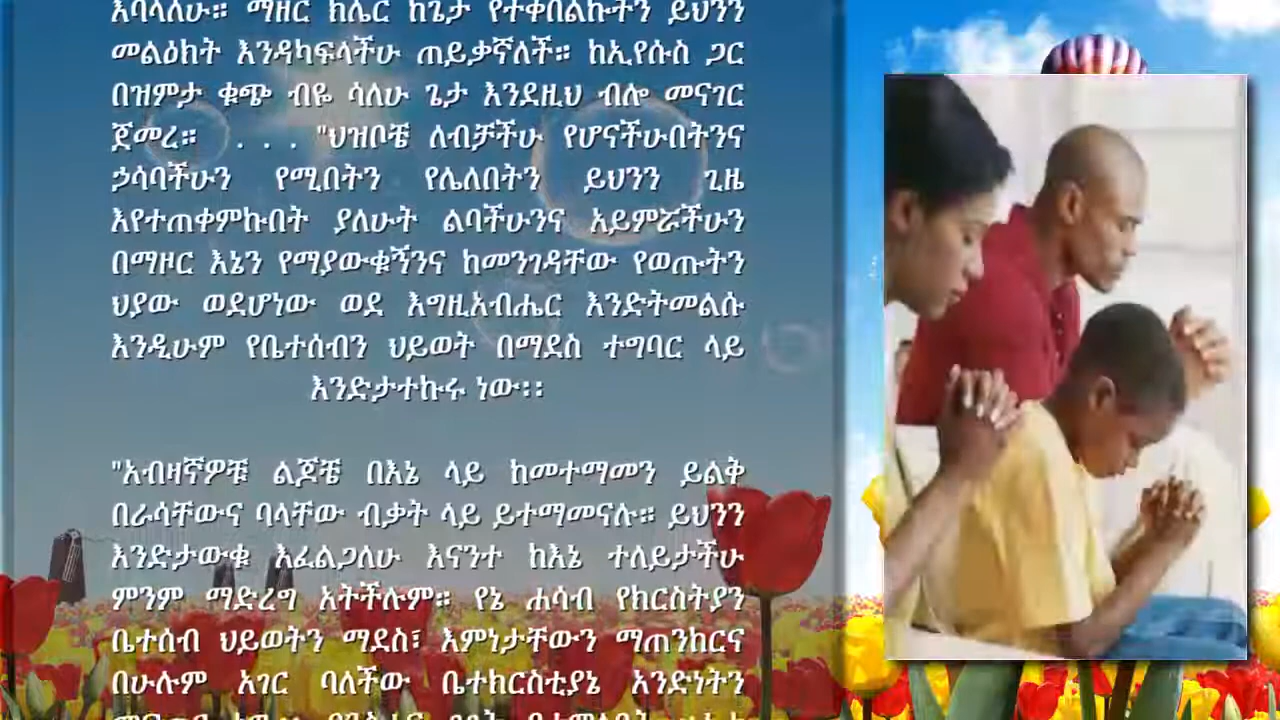 እባላለሁ። ማዘር ክሌር ከጌታ የተቀበልኩትን ይህንን
መልዕክት እንዳካፍላችሁ ጠይቃኛለች። ከኢየሱስ ጋር
በዝምታ ቁጭ ብዬ ሳለሁ ጌታ እንደዚህ ብሎ መናገር
ጀመረ። . . . "ህዝቦቼ ለብቻችሁ የሆናችሁበትንና
ኃሳባችሁን የሚበትን የሌለበትን ይህንን ጊዜ
እየተጠቀምኩበት ያለሁት ልባችሁንና አይምሯችሁን
በማዞር እኔን የማያውቁኝንና ከመንገዳቸው የወጡትን
ህያው ወደሆነው ወደ እግዚአብሔር እንድትመልሱ
እንዲሁም የቤተሰብን ህይወት በማደስ ተግባር ላይ
እንድታተኩሩ ነው፡፡
"አብዛኛዎቹ ልጆቼ በእኔ ላይ ከመተማመን ይልቅ
በራሳቸውና ባላቸው ብቃት ላይ ይተማመናሉ። ይህንን
እንድታውቁ እፈልጋለሁ እናንተ ከእኔ ተለይታችሁ
ምንም ማድረግ አትችሉም። የኔ ሐሳብ የክርስትያን
ቤተሰብ ህይወትን ማደስ፣ እምነታቸውን ማጠንከርና
በሁሉም አገር ባለችው ቤተክርስቲያኔ አንድነትን